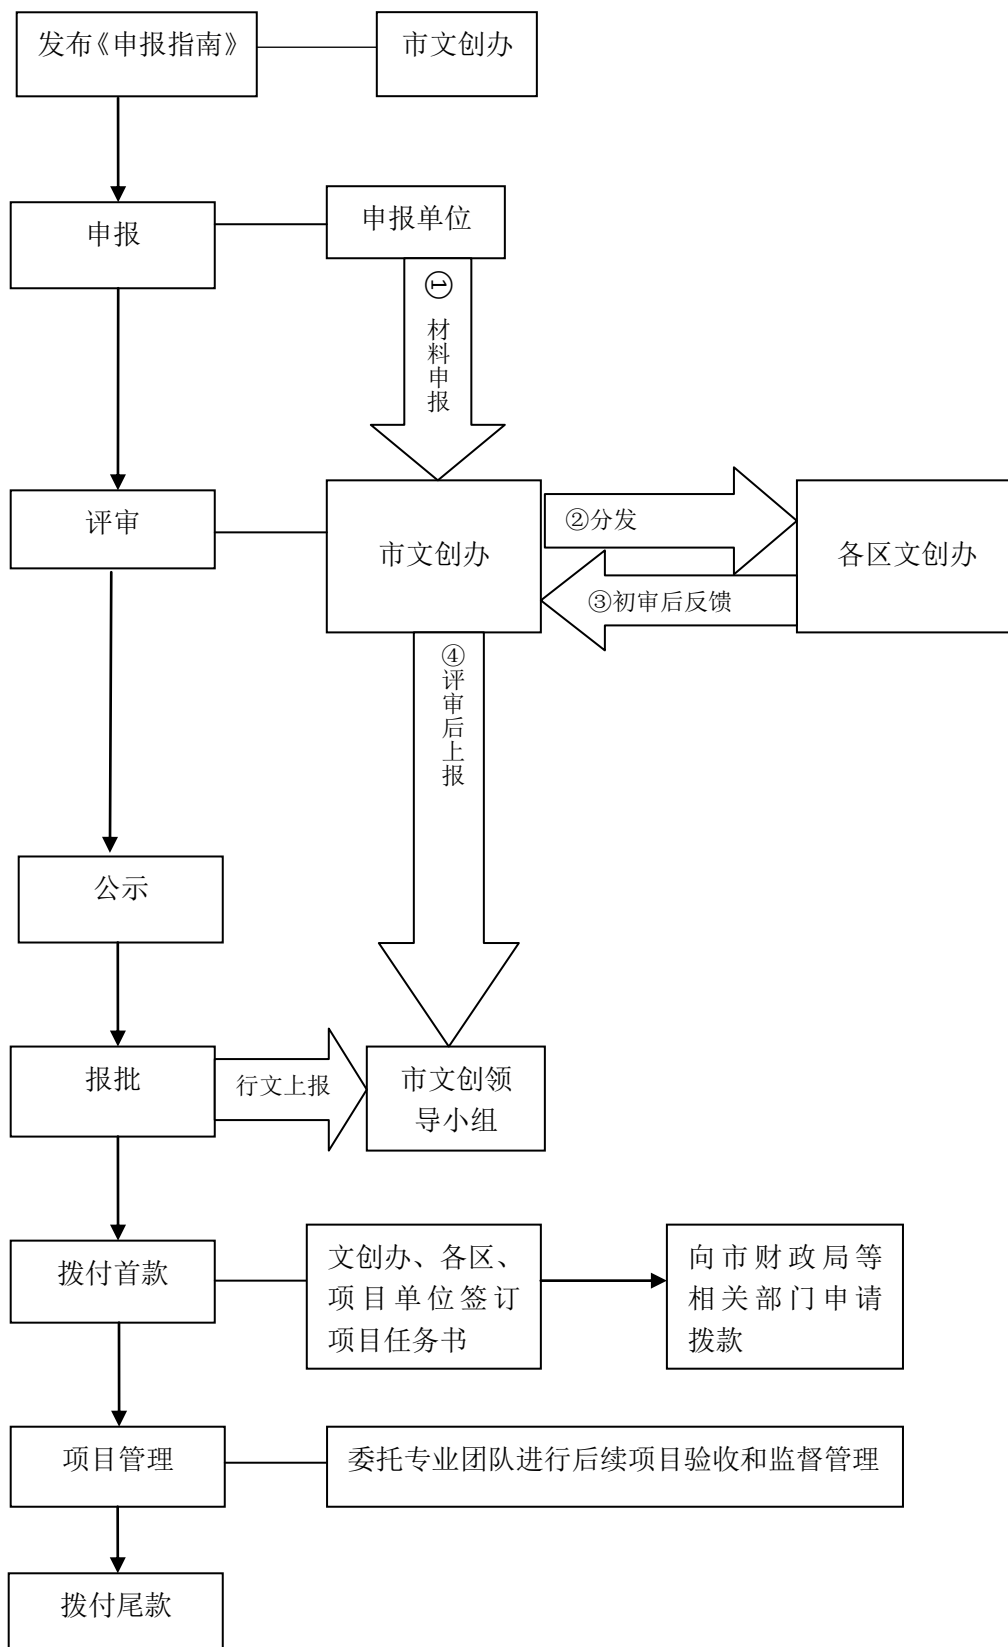 发布《申报指南》
市文创办
申报
申报单位
①
材料申报
评审
市文创办
②分发
③初审后反馈
各区文创办
④评审后上报
公示
报批
行文上报
市文创领
导小组
拨付首款
文创办、各区、
项目单位签订
项目任务书
向市财政局等
相关部门申请
拨款
项目管理
委托专业团队进行后续项目验收和监督管理
拨付尾款